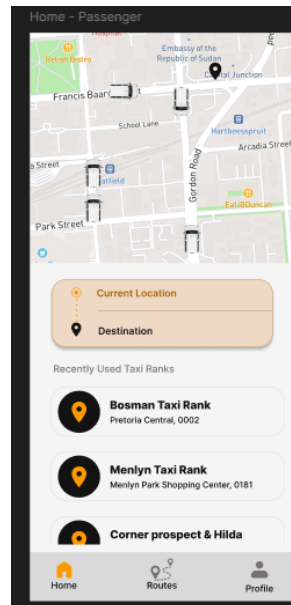 Home - Passenger
Hospital
Relish Bistro
Embassy of the
Republic of Sudan
Capital Junction
Francis Baard
t
School Lane
Hartbeesspruit
Arcadia Street
a Street
atfield
Gordon Road
Eat@Duncan
Park Street
Current Location
Destination
Recently Used Taxi Ranks
Bosman Taxi Rank
Pretoria Central, 0002
Menlyn Taxi Rank
Menlyn Park Shopping Center, 0181
Corner prospect & Hilda
Home
Routes
Profile